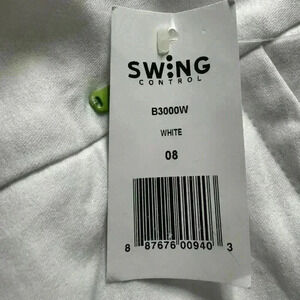 SWING
CONTROL
B3000W
WHITE
08
8 87676 00940 3